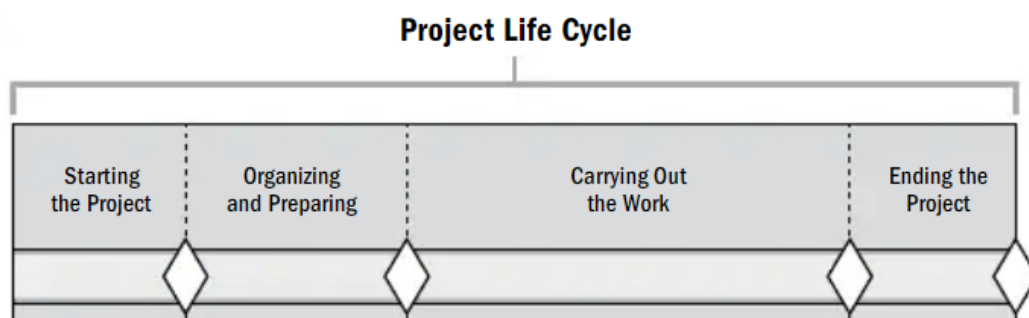 Project Life Cycle
Starting
the Project
Organizing
and Preparing
Carrying Out
the Work
Ending the
Project